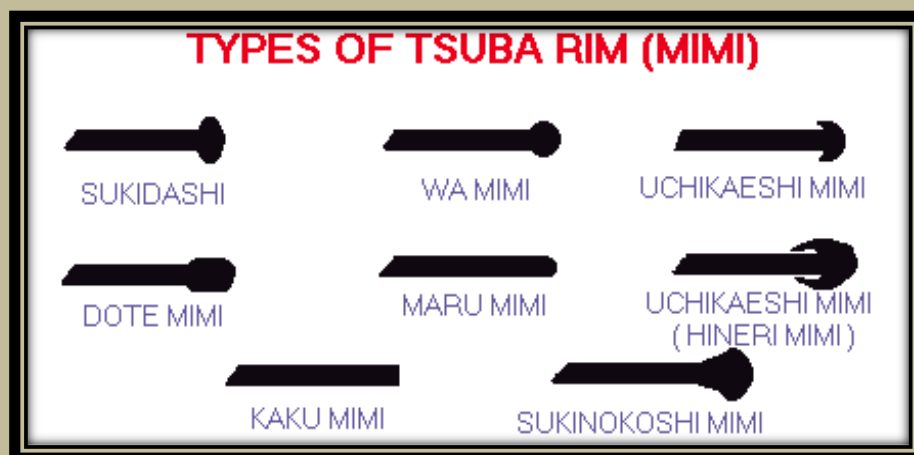 TYPES OF TSUBA RIM (MIMI)
SUKIDASHI
WA MIMI
UCHIKAESHI MIMI
DOTE MIMI
MARU MIMI
UCHIKAESHI MIMI
( HINERI MIMI )
KAKU MIMI
SUKINOKOSHI MIMI